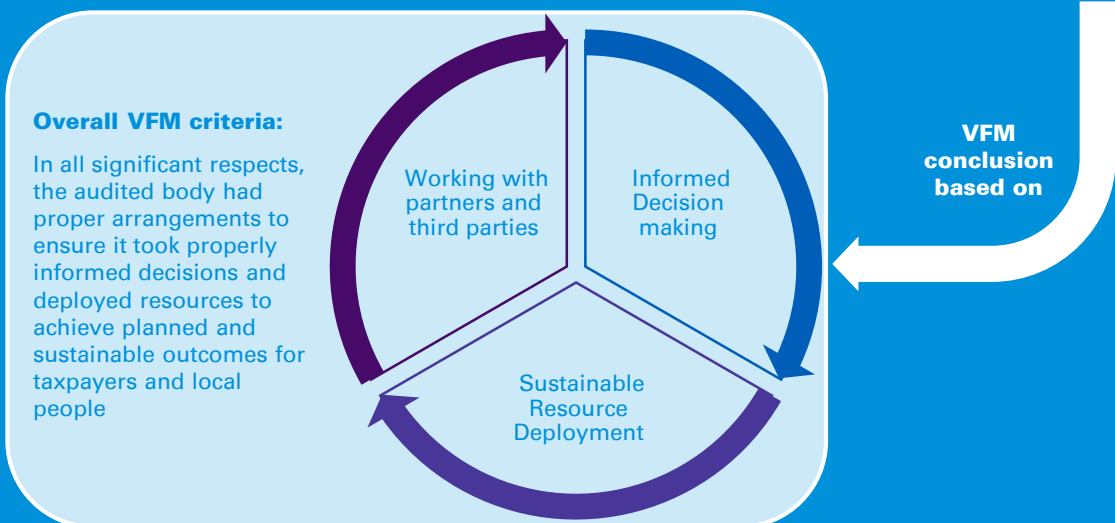 Overall VFM criteria:
In all significant respects,
the audited body had
proper arrangements to
ensure it took properly
informed decisions and
deployed resources to
achieve planned and
sustainable outcomes for
taxpayers and local
people
Working with
partners and
third parties
Informed
Decision
making
Sustainable
Resource
Deployment
VFM
conclusion
based on